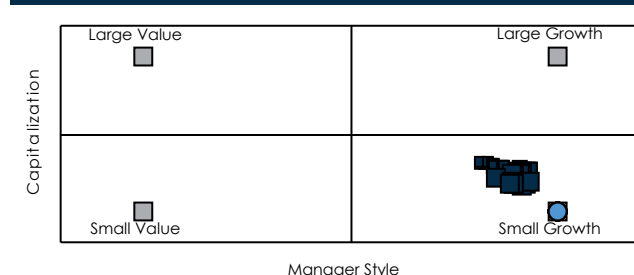 Large Value
Large Growth
Capitalization
Small Value
Small Growth
Manager Style